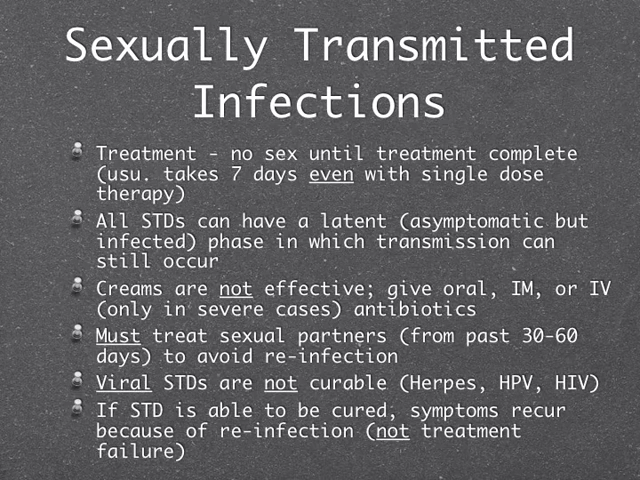 Sexually Transmitted
Infections
Treatment - no sex until treatment complete
(usu. takes 7 days even with single dose
therapy)
All STDs can have a latent (asymptomatic but
infected) phase in which transmission can
still occur
Creams are not effective; give oral, IM, or IV
(only in severe cases) antibiotics
Must treat sexual partners (from past 30-60
days) to avoid re-infection
Viral STDs are not curable (Herpes, HPV, HIV)
If STD is able to be cured, symptoms recur
because of re-infection (not treatment
failure)